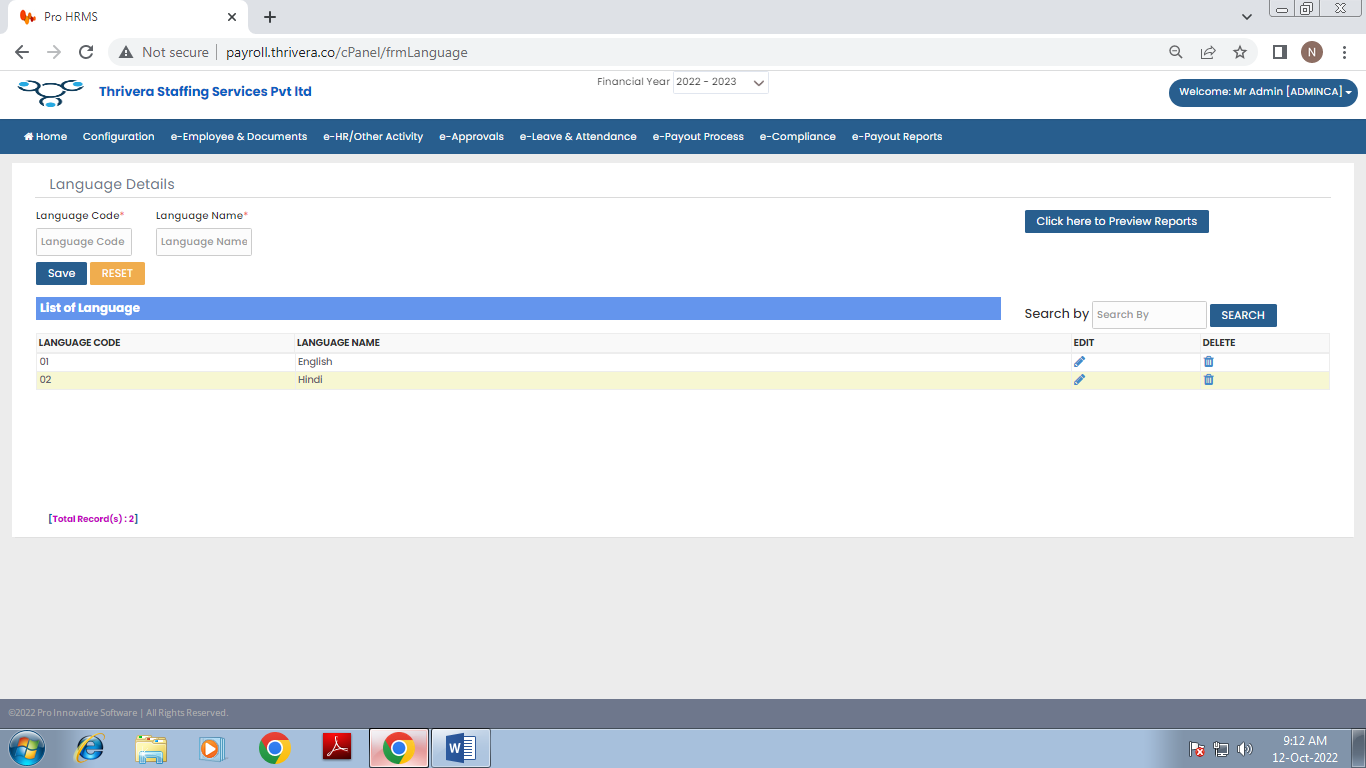 Pro HRMS
Not secure payroll.thrivera.co/cPanel/frmLanguage
N
Thrivera Staffing Services Pvt ltd
Financial Year 2022 - 2023
Welcome: Mr Admin [ADMINCA]
Home Configuration e-Employee & Documents e-HR/Other Activity e-Approvals e-Leave & Attendance e-Payout Process e-Compliance e-Payout Reports
Language Details
Language Code* Language Name*
Click here to Preview Reports
Language Code Language Name
Save RESET
List of Language
Search by Search By SEARCH
LANGUAGE CODE LANGUAGE NAME EDIT DELETE
01 English
02 Hindi
[Total Record(s) : 2]
©2022 Pro Innovative Software | All Rights Reserved.
W
9:12 AM
12-Oct-2022